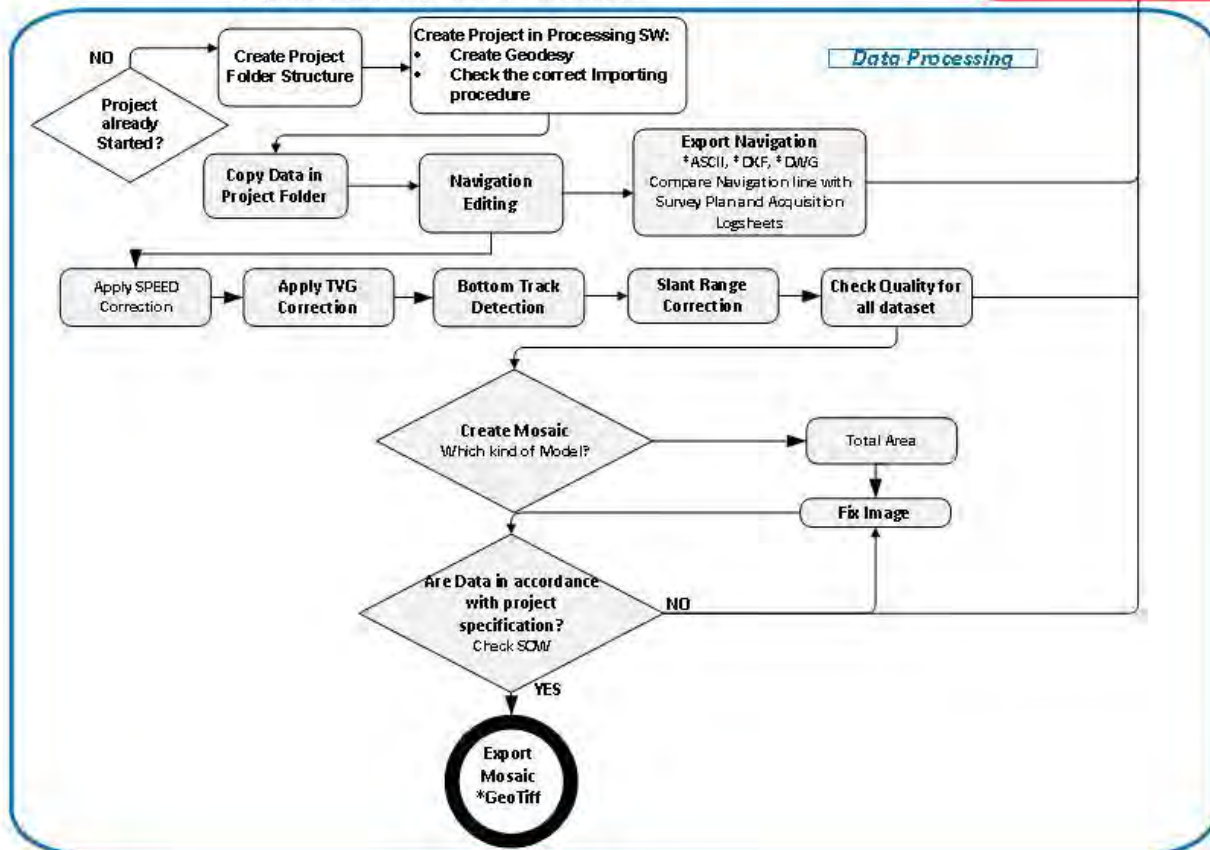 Data Processing
NO
Project
already
Started?
Create Project
Folder Structure
Create Project in Processing SW:
• Create Geodesy
• Check the correct Importing
procedure
Copy Data in
Project Folder
Navigation
Editing
Export Navigation
*ASCII, *DXF, *DWG
Compare Navigation line with
Survey Plan and Acquisition
Logsheets
Apply SPEED
Correction
Apply TVG
Correction
Bottom Track
Detection
Slant Range
Correction
Check Quality for
all dataset
Create Mosaic
Which kind of Model?
Total Area
Fix Image
Are Data in accordance
with project
specification?
Check SOW
NO
YES
Export
Mosaic
*GeoTiff